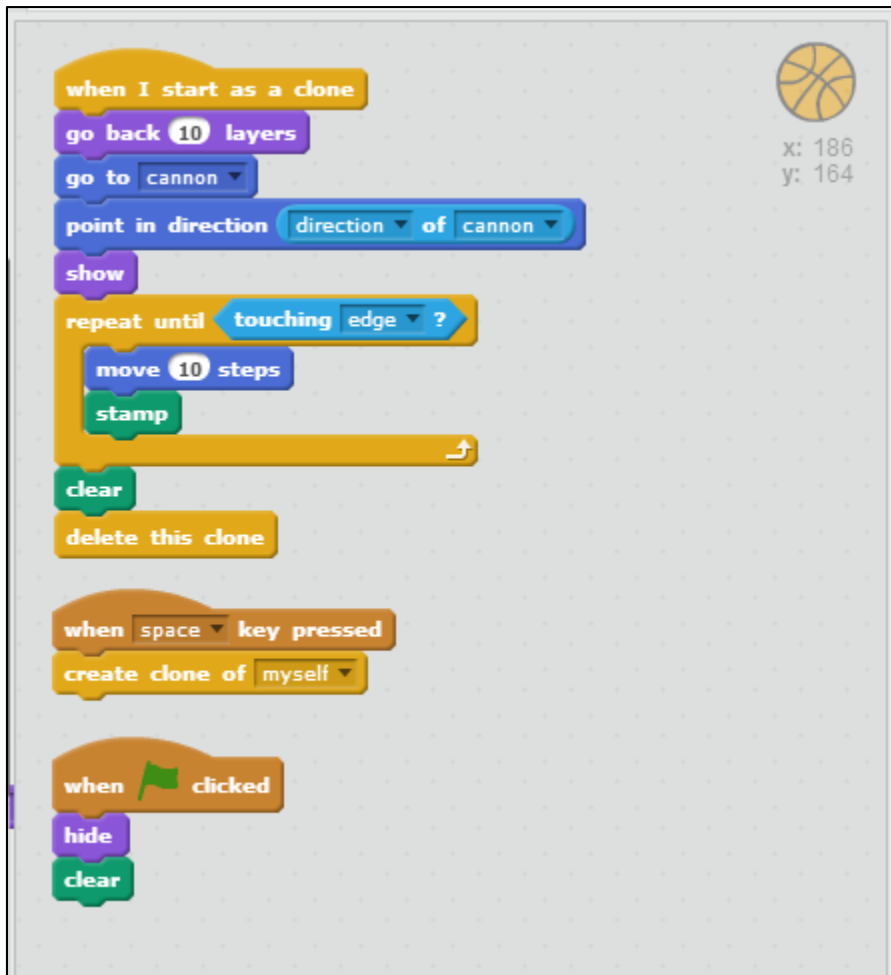 when I start as a clone
go back 10 layers
x: 186
go to cannon
y: 164
point in direction direction of cannon
show
repeat until touching edge ?
move 10 steps
stamp
clear
delete this clone
when space key pressed
create clone of myself
when clicked
hide
clear